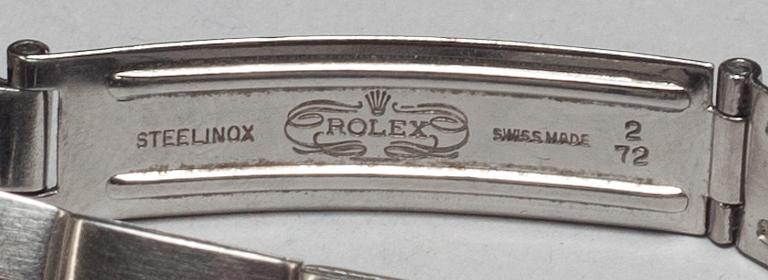 STEELINOX ROLEX SWISS MADE 2
72